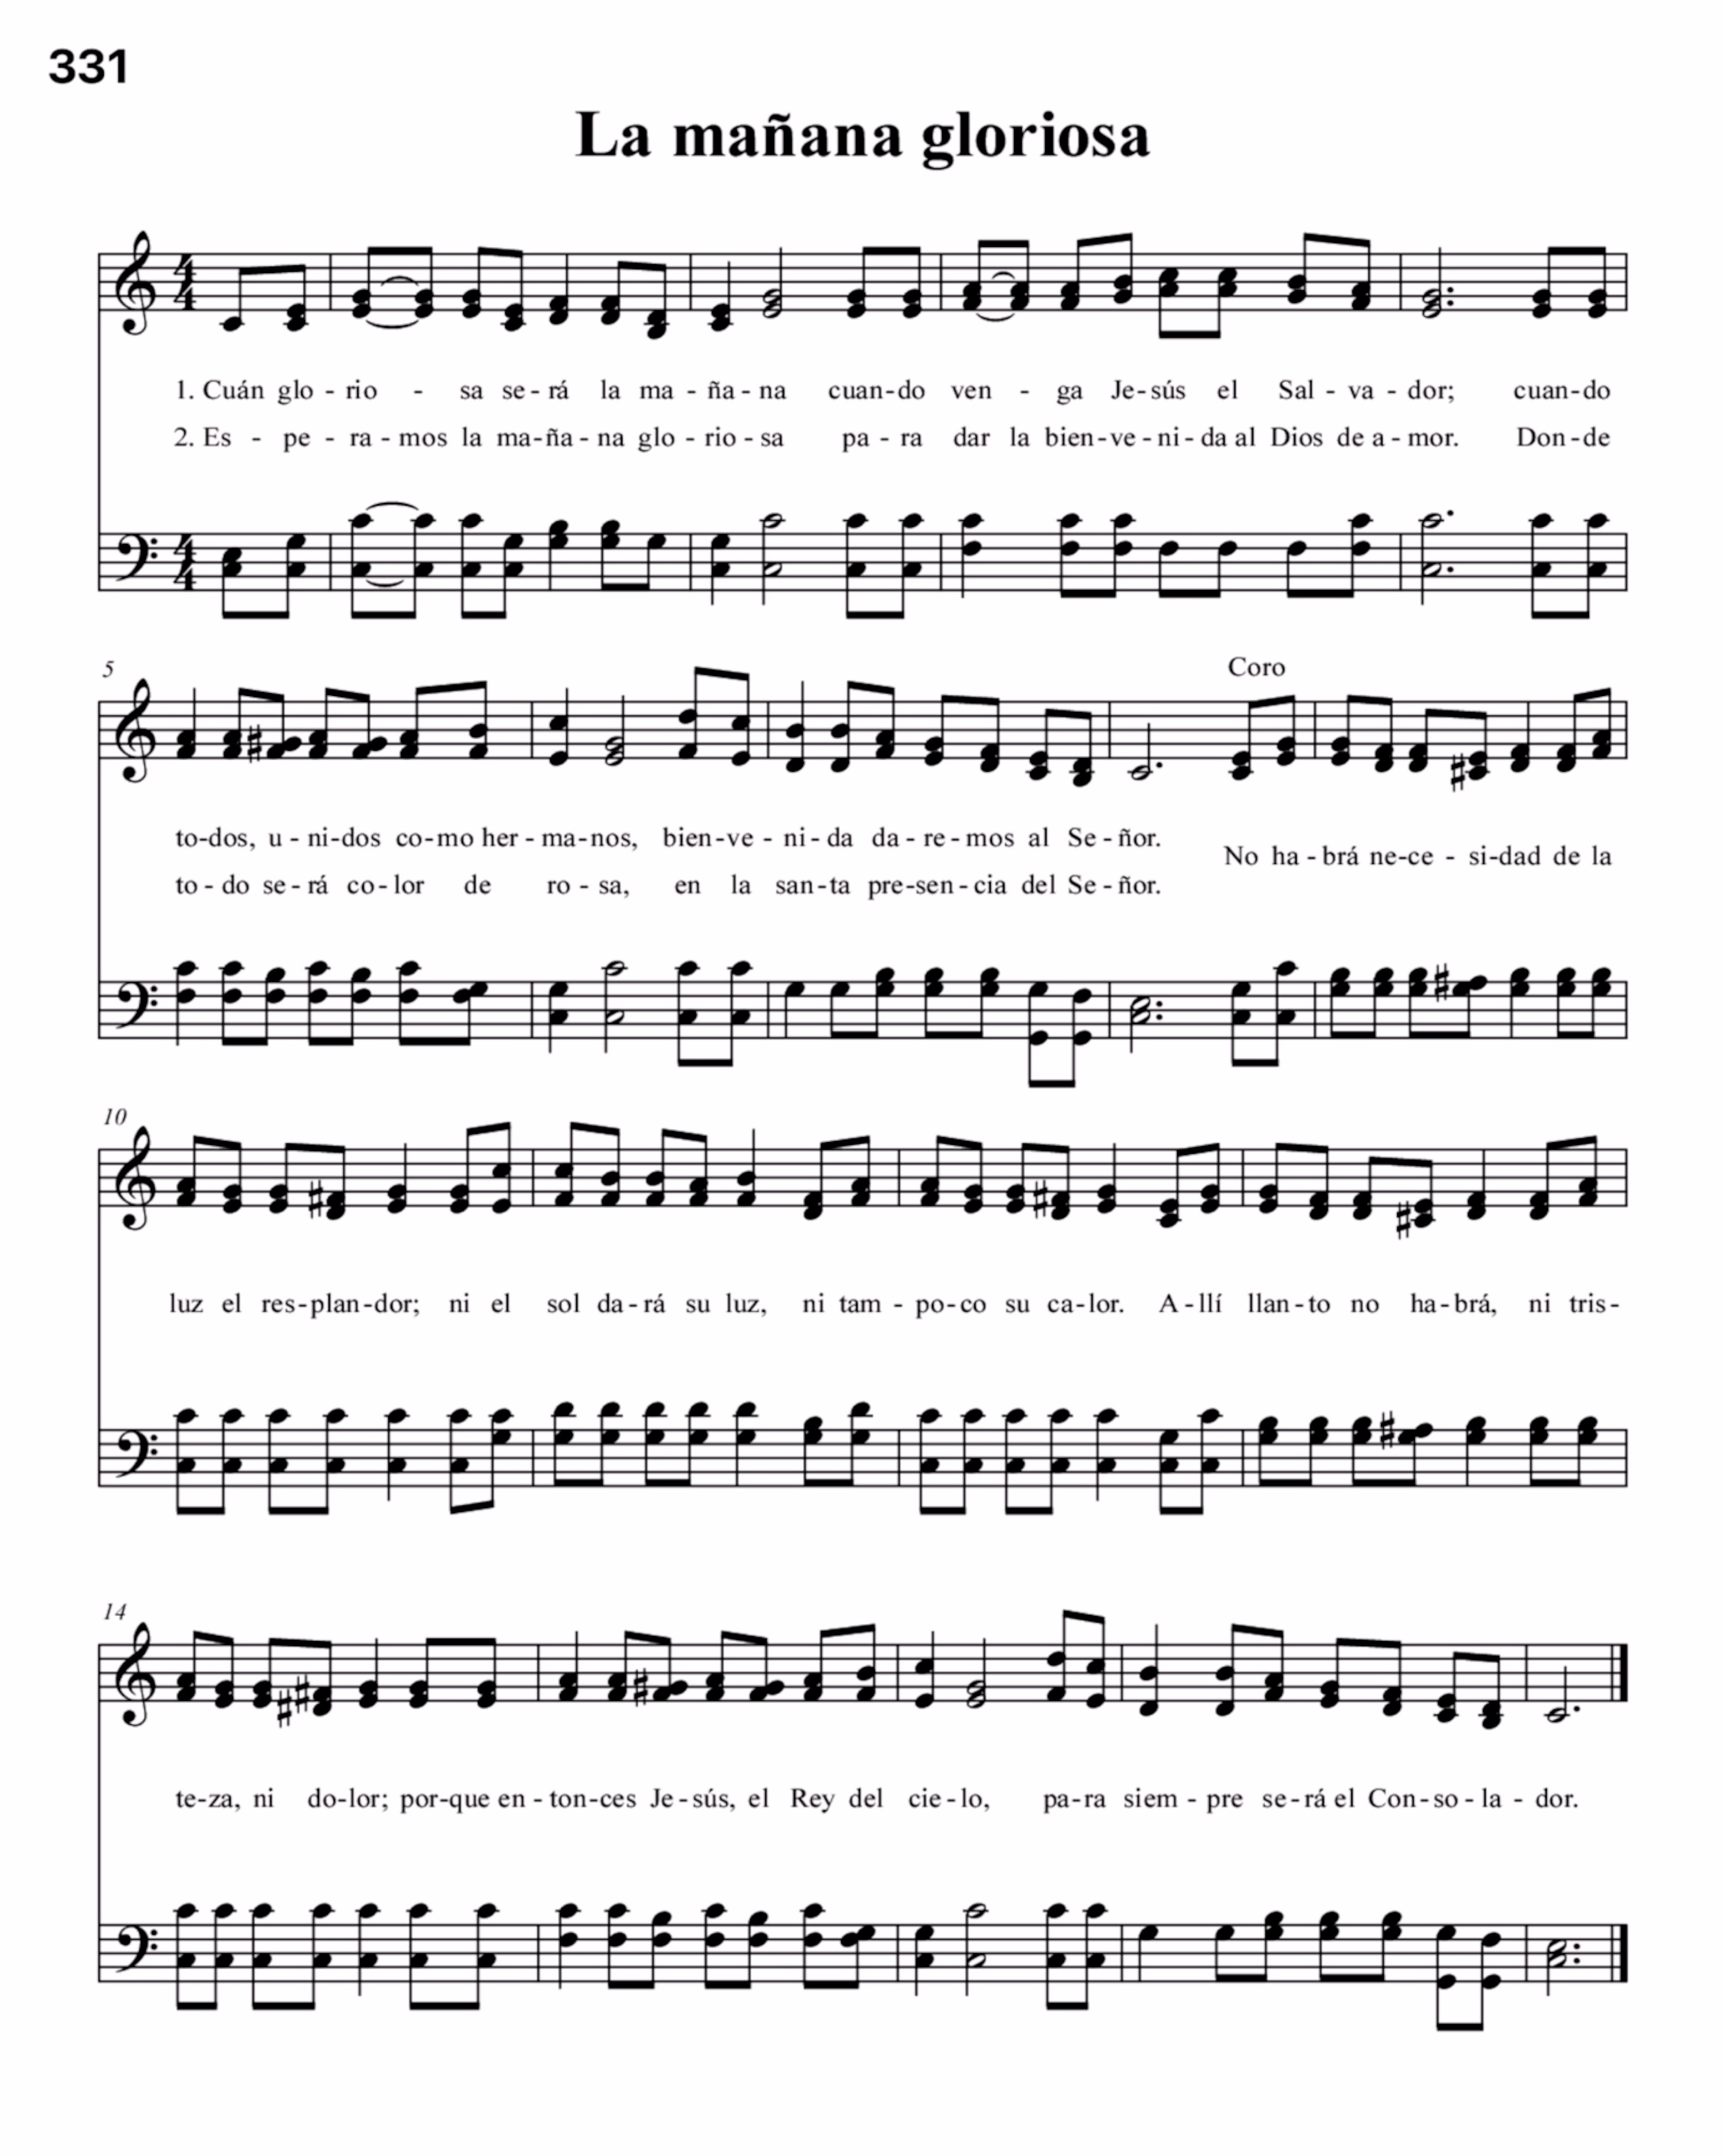 331
La mañana gloriosa
1. Cuán glo - rio - sa se - rá la ma - ña - na cuan - do ven - ga Je - sús el Sal - va - dor; cuan - do
2. Es - pe - ra - mos la ma - ña - na glo - rio - sa pa - ra dar la bien - ve - ni - da al Dios de a - mor. Don - de
5
Coro
to - dos, u - ni - dos co - mo her - ma - nos, bien - ve - ni - da da - re - mos al Se - ñor.
No ha - brá ne - ce - si - dad de la
to - do se - rá co - lor de ro - sa, en la san - ta pre - sen - cia del Se - ñor.
10
luz el res - plan - dor; ni el sol da - rá su luz, ni tam - po - co su ca - lor. A - llí llan - to no ha - brá, ni tris -
14
te - za, ni do - lor; por - que en - ton - ces Je - sús, el Rey del cie - lo, pa - ra siem - pre se - rá el Con - so - la - dor.